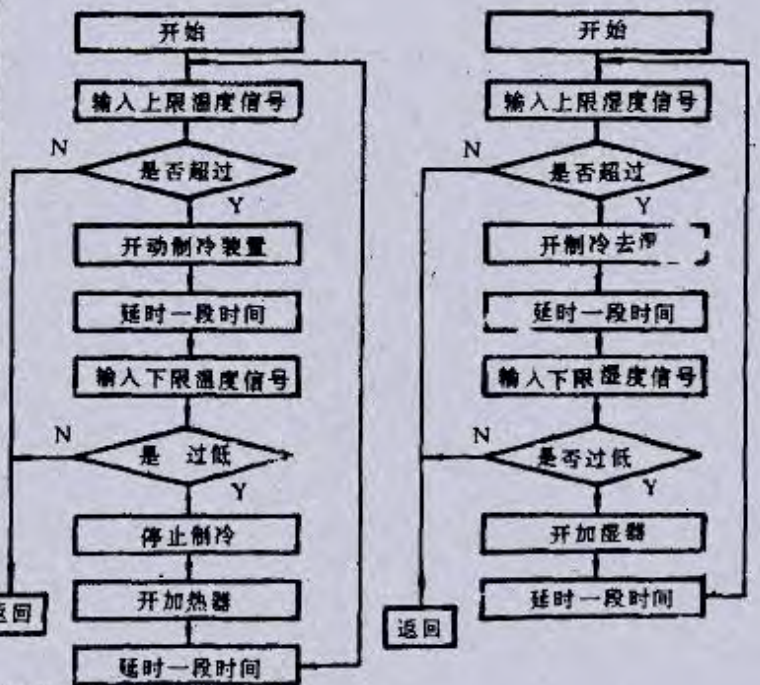 开始
输入上限温度信号
N
是否超过
Y
开动制冷装置
延时一段时间
输入下限温度信号
N
是 过低
Y
停止制冷
开加热器
返回
延时一段时间
开始
输入上限湿度信号
N
是否超过
Y
开制冷去
延时一段时间
输入下限湿度信号
N
是否过低
Y
开加湿器
延时一段时间
返回